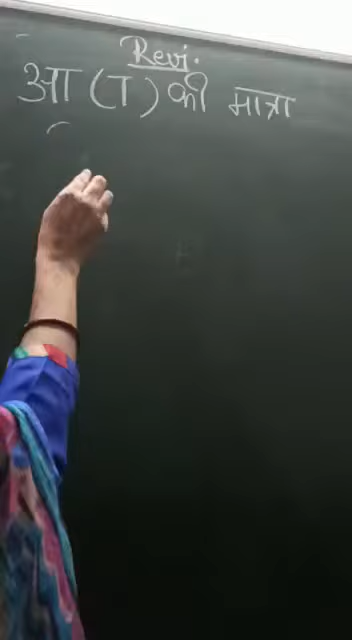 Revi.
आ (ा) की मात्रा